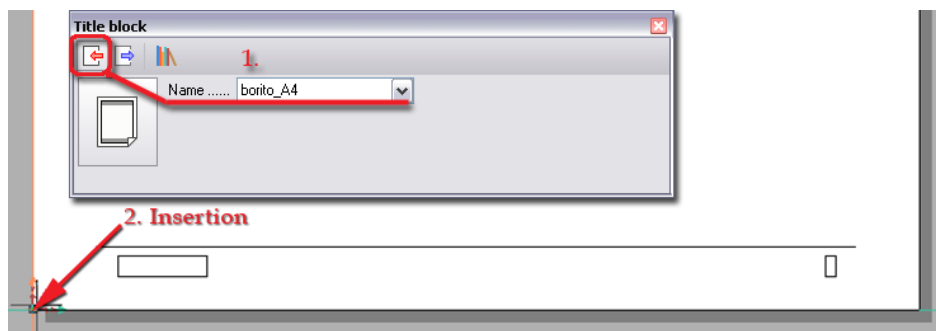 Title block
1.
Name ...... borito_A4
2. Insertion